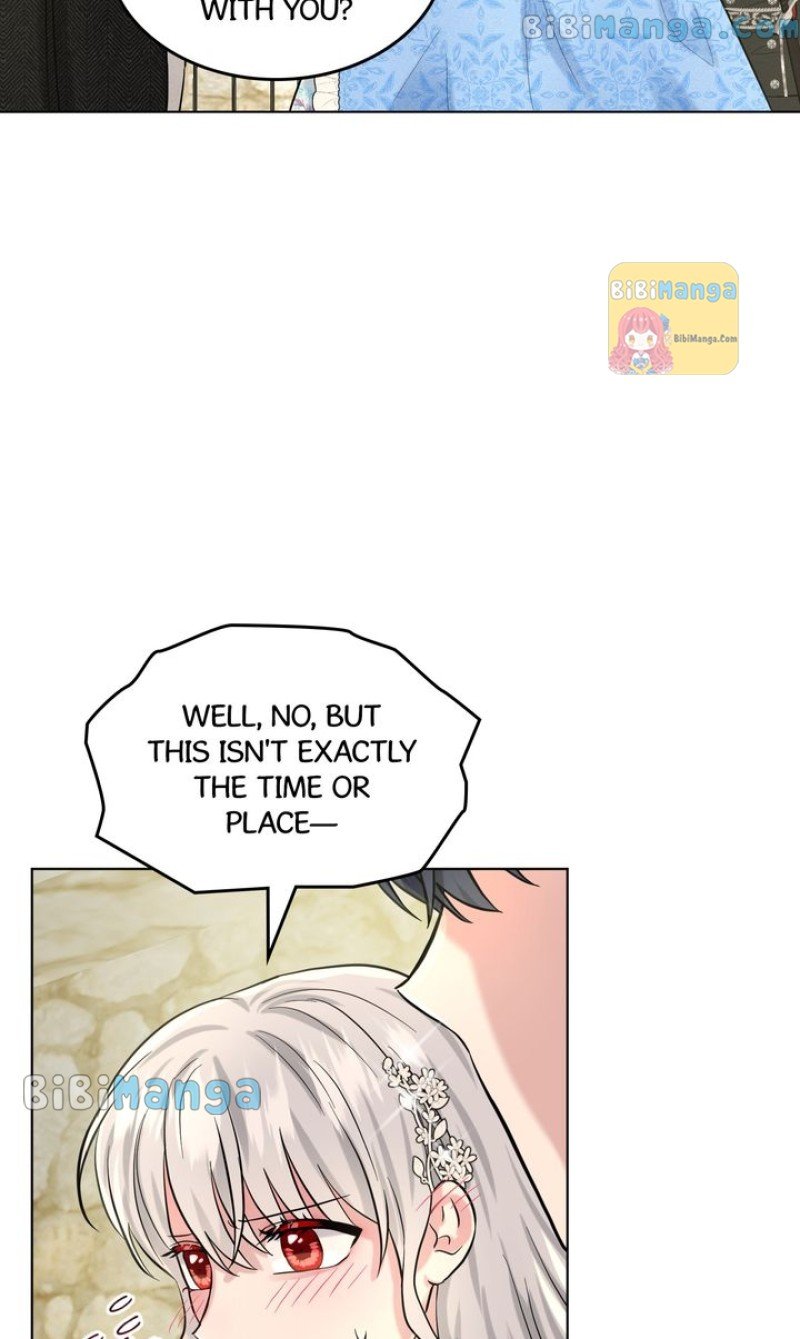 WITH YOU?
BiBiManga.com
BiBiManga
BibiManga.Com
WELL, NO, BUT
THIS ISN'T EXACTLY
THE TIME OR
PLACE—
BiBiManga